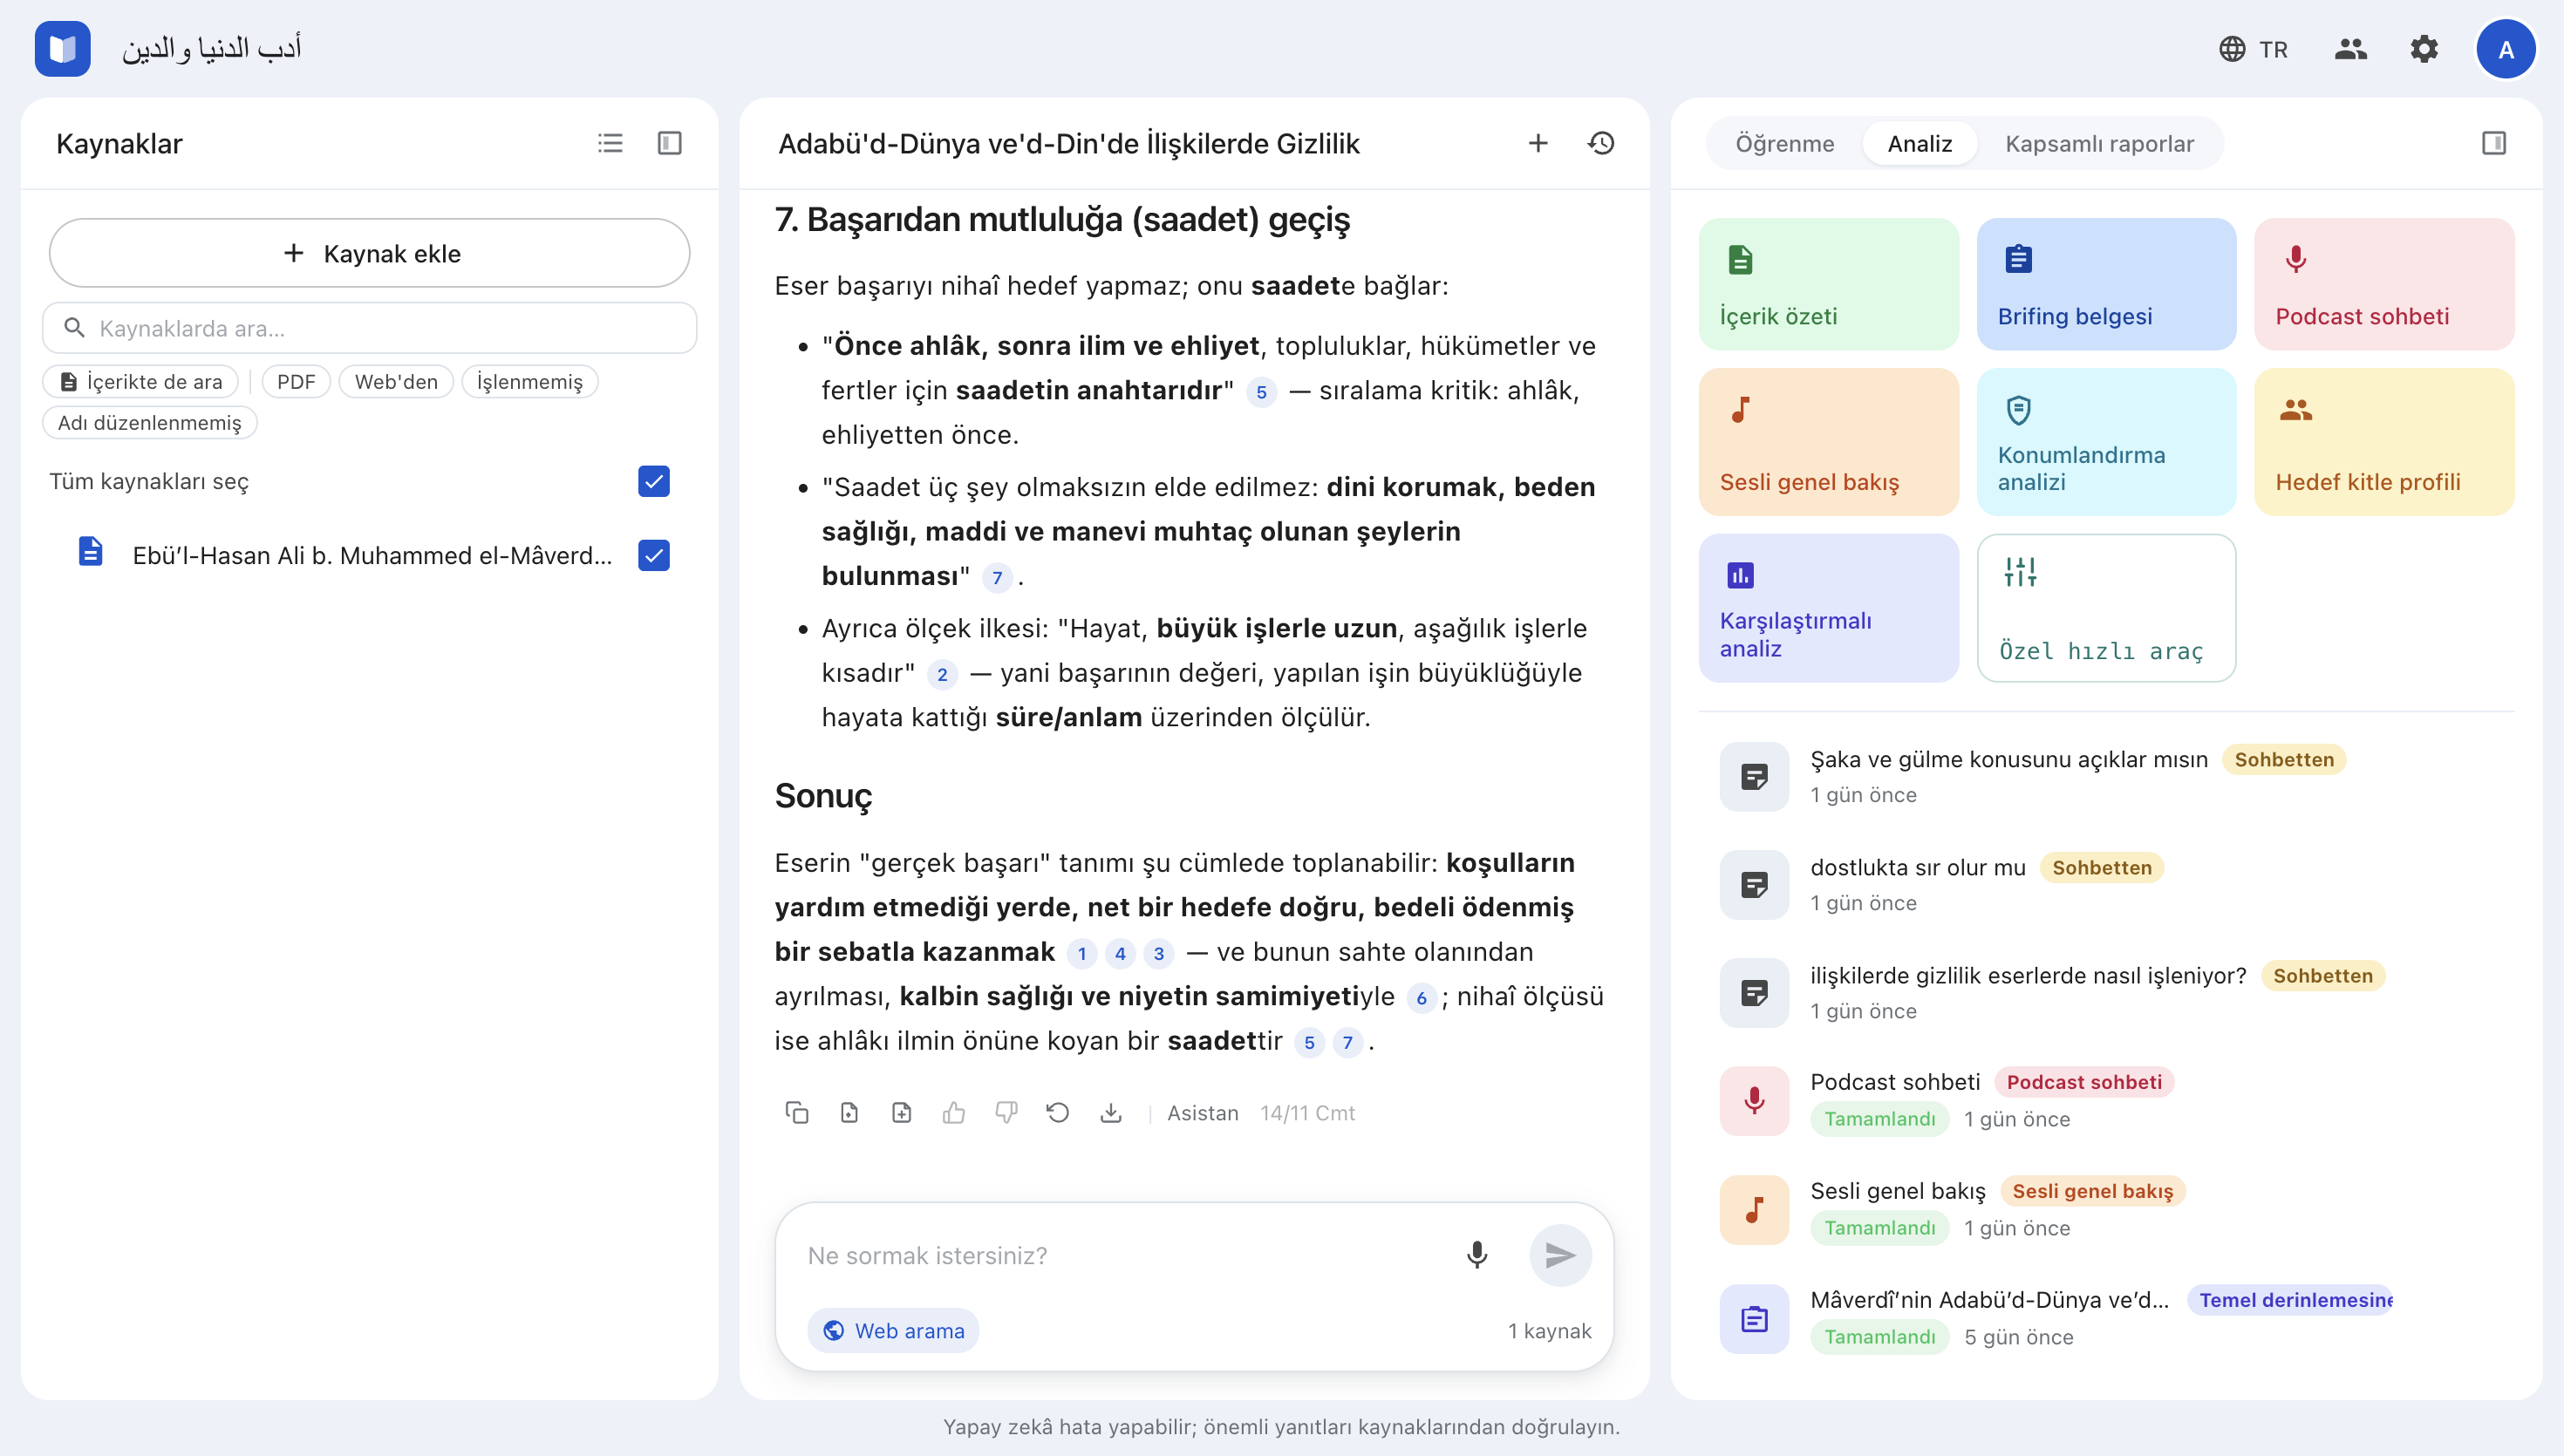 أدب الدنيا والدين
TR
A
Kaynaklar
Kaynak ekle
Kaynaklarda ara...
İçerikte de ara
PDF
Web'den
İşlenmemiş
Adı düzenlenmemiş
Tüm kaynakları seç
Ebü’l-Hasan Ali b. Muhammed el-Mâverd...
Adabü'd-Dünya ve'd-Din'de İlişkilerde Gizlilik
7. Başarıdan mutluluğa (saadet) geçiş
Eser başarıyı nihaî hedef yapmaz; onu saadete bağlar:
• "Önce ahlâk, sonra ilim ve ehliyet, topluluklar, hükümetler ve
fertler için saadetin anahtarıdır" 5 — sıralama kritik: ahlâk,
ehliyetten önce.
• "Saadet üç şey olmaksızın elde edilmez: dini korumak, beden
sağlığı, maddi ve manevi muhtaç olunan şeylerin
bulunması" 7 .
• Ayrıca ölçek ilkesi: "Hayat, büyük işlerle uzun, aşağılık işlerle
kısadır" 2 — yani başarının değeri, yapılan işin büyüklüğüyle
hayata kattığı süre/anlam üzerinden ölçülür.
Sonuç
Eserin "gerçek başarı" tanımı şu cümlede toplanabilir: koşulların
yardım etmediği yerde, net bir hedefe doğru, bedeli ödenmiş
bir sebatla kazanmak 1 4 3 — ve bunun sahte olanından
ayrılması, kalbin sağlığı ve niyetin samimiyetiyle 6 ; nihaî ölçüsü
ise ahlâkı ilmin önüne koyan bir saadettir 5 7 .
Asistan 14/11 Cmt
Ne sormak istersiniz?
Web arama
1 kaynak
Öğrenme
Analiz
Kapsamlı raporlar
İçerik özeti
Brifing belgesi
Podcast sohbeti
Sesli genel bakış
Konumlandırma
analizi
Hedef kitle profili
Karşılaştırmalı
analiz
Özel hızlı araç
Şaka ve gülme konusunu açıklar mısın Sohbetten
1 gün önce
dostlukta sır olur mu Sohbetten
1 gün önce
ilişkilerde gizlilik eserlerde nasıl işleniyor? Sohbetten
1 gün önce
Podcast sohbeti Podcast sohbeti
Tamamlandı 1 gün önce
Sesli genel bakış Sesli genel bakış
Tamamlandı 1 gün önce
Mâverdî’nin Adabü’d-Dünya ve’d... Temel derinlemesine
Tamamlandı 5 gün önce
Yapay zekâ hata yapabilir; önemli yanıtları kaynaklarından doğrulayın.